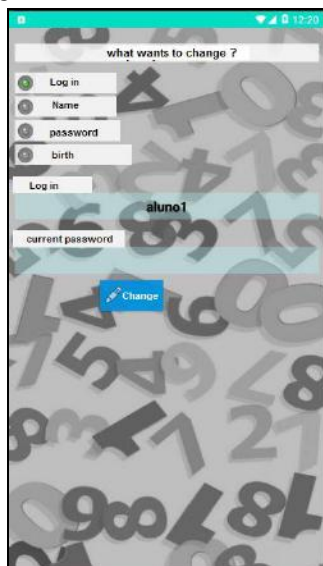 12:20
what wants to change ?
Log in
Name
password
birth
Log in
aluno1
current password
Change